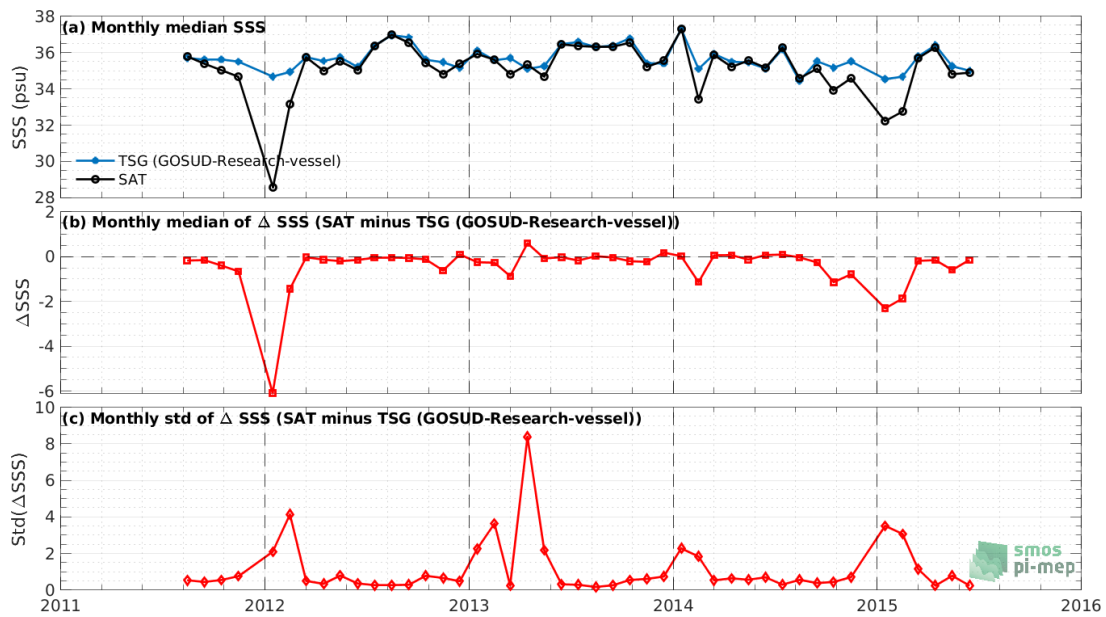 (a) Monthly median SSS
SSS (psu)
38
36
34
32
30
28
TSG (GOSUD-Research-vessel)
SAT
(b) Monthly median of Δ SSS (SAT minus TSG (GOSUD-Research-vessel))
ΔSSS
2
0
-2
-4
-6
(c) Monthly std of Δ SSS (SAT minus TSG (GOSUD-Research-vessel))
Std(ΔSSS)
10
8
6
4
2
0
2011
2012
2013
2014
2015
2016
smos
pi-mep